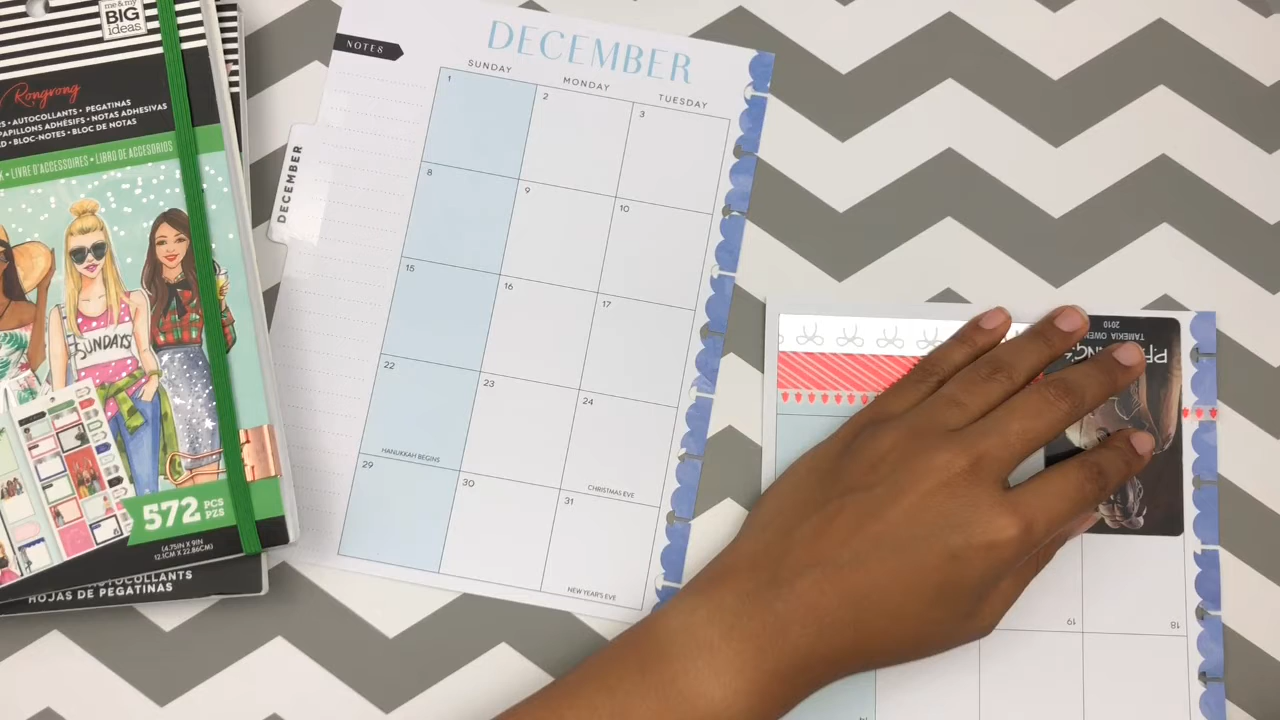 me & my
BIG
ideas.
Rongrong
S • AUTOCOLLANTS • PEGATINAS
PAPILLONS ADHÉSIFS • NOTAS ADHESIVAS
• BLOC-NOTES • BLOC DE NOTAS
LIVRE D'ACCESSOIRES • LIBRO DE ACCESORIOS
SUNDAYS
572 PCS
PZS
(4.75IN X 9IN
12.1CM X 22.86CM)
AUTOCOLLANTS
HOJAS DE PEGATINAS
NOTES
DECEMBER
DECEMBER
SUNDAY MONDAY TUESDAY
1 2 3
8 9 10
15 16 17
22 23 24
HANUKKAH BEGINS
CHRISTMAS EVE
29 30 31
NEW YEAR'S EVE
2010
TAMEKIA
19 18